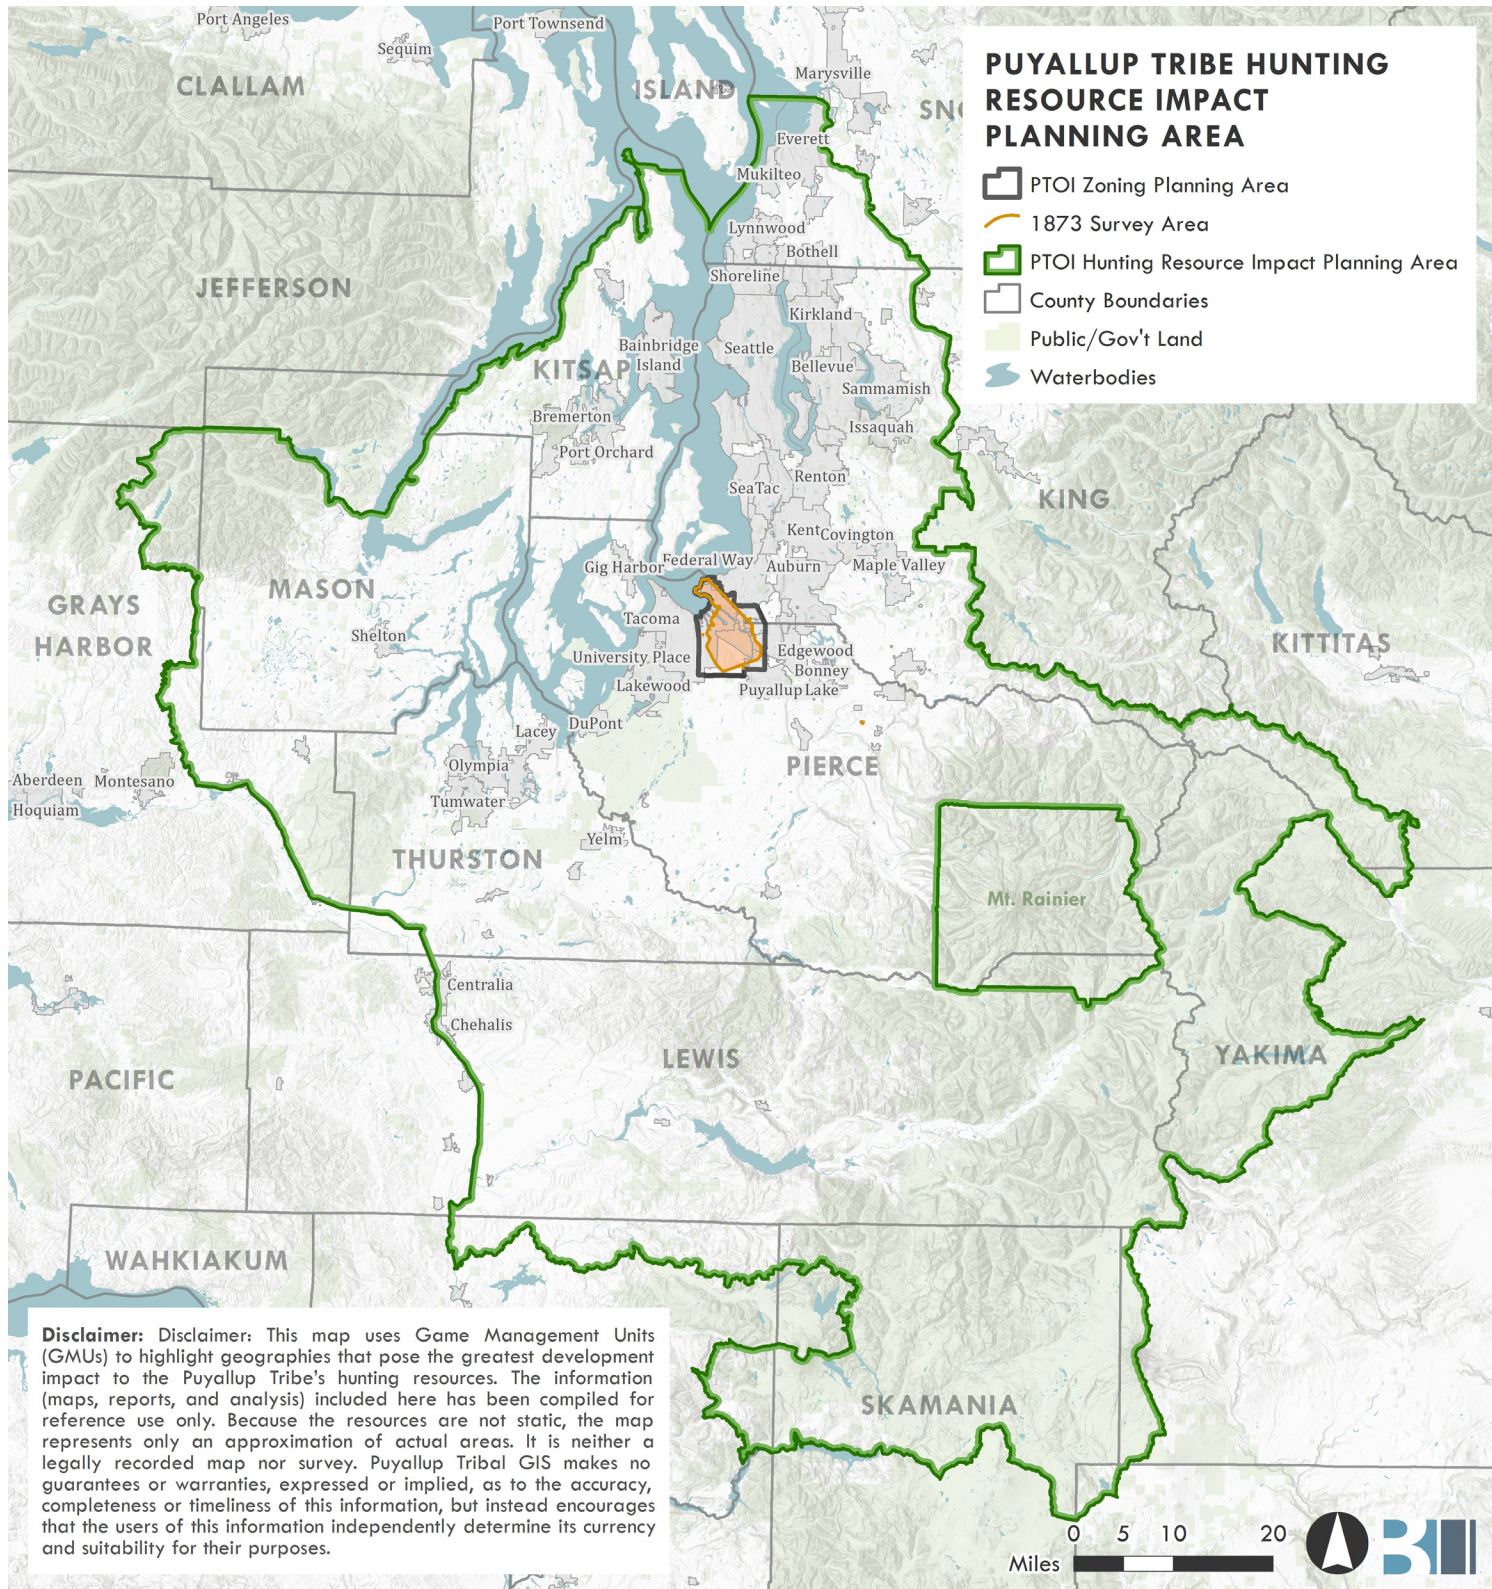 PUYALLUP TRIBE HUNTING
RESOURCE IMPACT
PLANNING AREA
PTOI Zoning Planning Area
1873 Survey Area
PTOI Hunting Resource Impact Planning Area
County Boundaries
Public/Gov't Land
Waterbodies
Port Angeles
Port Townsend
Sequim
CLALLAM
ISLAND
Marysville
SNO
Everett
Mukilteo
Lynnwood
Bothell
Shoreline
JEFFERSON
Kirkland
Bainbridge
Island
Seattle
KITSAP
Bellevue
Sammamish
Bremerton
Issaquah
Port Orchard
Renton
SeaTac
KING
Kent
Covington
Federal Way
Gig Harbor
Auburn
Maple Valley
MASON
GRAYS
HARBOR
Tacoma
Shelton
KITTITAS
University Place
Edgewood
Bonney
Lake
Lakewood
Puyallup
DuPont
Lacey
Olympia
PIERCE
Aberdeen
Montesano
Hoquiam
Tumwater
Yelm
THURSTON
Mt. Rainier
Centralia
Chehalis
LEWIS
YAKIMA
PACIFIC
WAHKIAKUM
SKAMANIA
Disclaimer: Disclaimer: This map uses Game Management Units
(GMUs) to highlight geographies that pose the greatest development
impact to the Puyallup Tribe's hunting resources. The information
(maps, reports, and analysis) included here has been compiled for
reference use only. Because the resources are not static, the map
represents only an approximation of actual areas. It is neither a
legally recorded map nor survey. Puyallup Tribal GIS makes no
guarantees or warranties, expressed or implied, as to the accuracy,
completeness or timeliness of this information, but instead encourages
that the users of this information independently determine its currency
and suitability for their purposes.
0 5 10 20
Miles